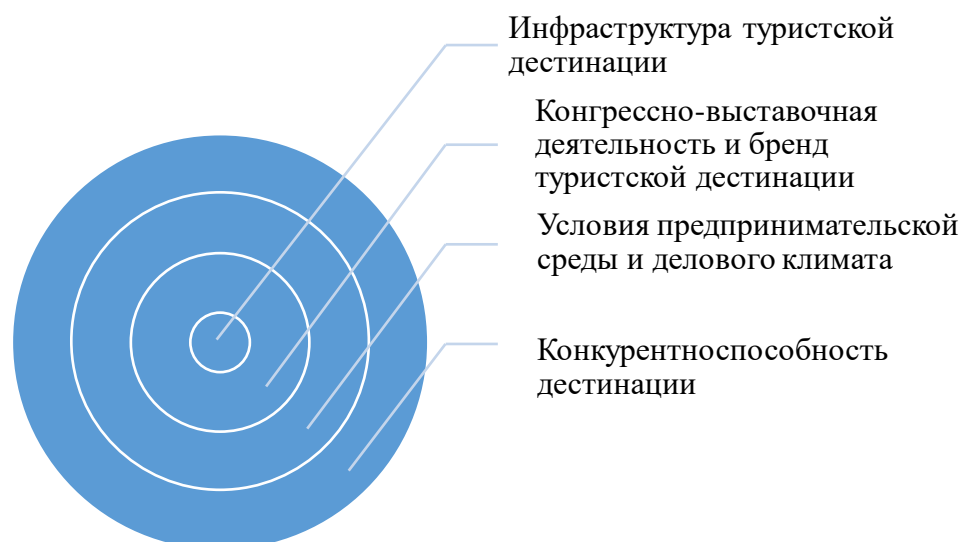 Инфраструктура туристской
дестинации
Конгрессно-выставочная
деятельность и бренд
туристской дестинации
Условия предпринимательской
среды и делового климата
Конкурентноспособность
дестинации